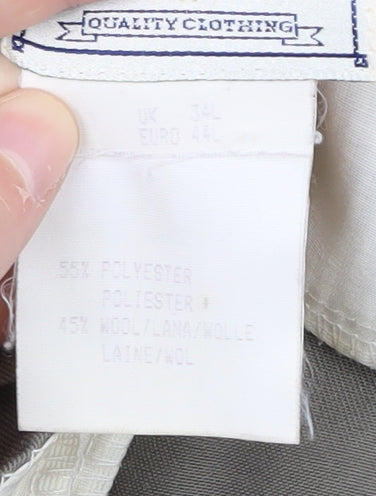 QUALITY CLOTHING
UK 34L
EURO 44L
55% POLYESTER
POLIESTER
45% WOOL/LANA/WOLLE
LAINE/WOL